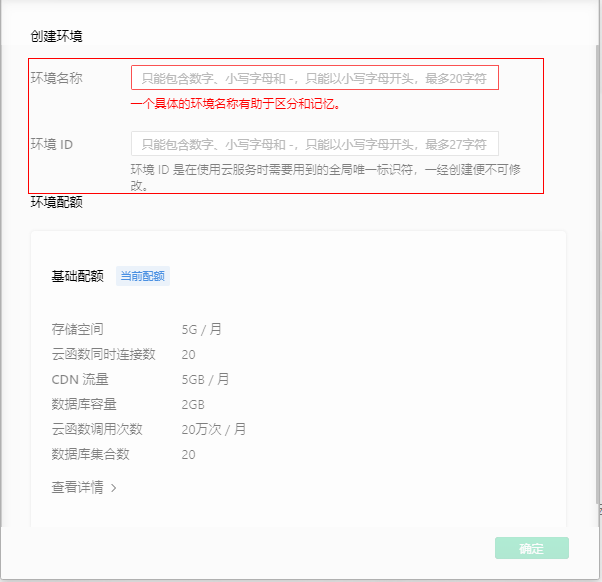 创建环境
环境名称 只能包含数字、小写字母和 -，只能以小写字母开头，最多20字符
一个具体的环境名称有助于区分和记忆。
环境 ID 只能包含数字、小写字母和 -，只能以小写字母开头，最多27字符
环境 ID 是在使用云服务时需要用到的全局唯一标识符，一经创建便不可修
改。
环境配额
基础配额 当前配额
存储空间 5G / 月
云函数同时连接数 20
CDN 流量 5GB / 月
数据库容量 2GB
云函数调用次数 20万次 / 月
数据库集合数 20
查看详情 >
确定